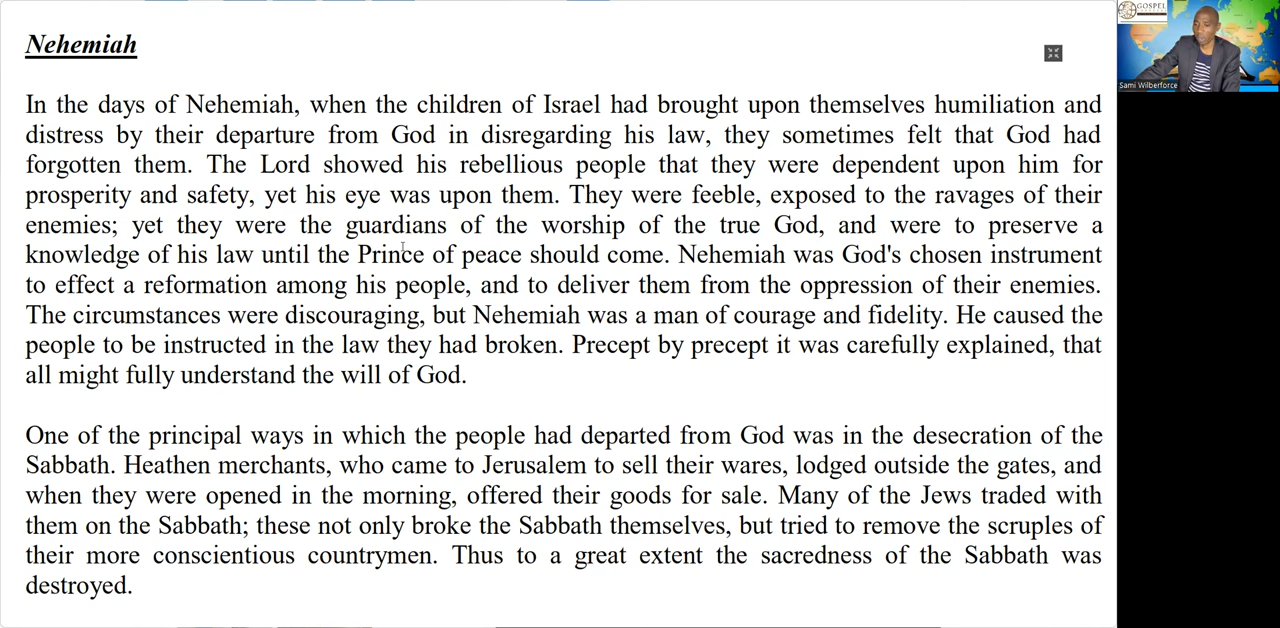 Nehemiah
In the days of Nehemiah, when the children of Israel had brought upon themselves humiliation and
distress by their departure from God in disregarding his law, they sometimes felt that God had
forgotten them. The Lord showed his rebellious people that they were dependent upon him for
prosperity and safety, yet his eye was upon them. They were feeble, exposed to the ravages of their
enemies; yet they were the guardians of the worship of the true God, and were to preserve a
knowledge of his law until the Prince of peace should come. Nehemiah was God's chosen instrument
to effect a reformation among his people, and to deliver them from the oppression of their enemies.
The circumstances were discouraging, but Nehemiah was a man of courage and fidelity. He caused the
people to be instructed in the law they had broken. Precept by precept it was carefully explained, that
all might fully understand the will of God.
One of the principal ways in which the people had departed from God was in the desecration of the
Sabbath. Heathen merchants, who came to Jerusalem to sell their wares, lodged outside the gates, and
when they were opened in the morning, offered their goods for sale. Many of the Jews traded with
them on the Sabbath; these not only broke the Sabbath themselves, but tried to remove the scruples of
their more conscientious countrymen. Thus to a great extent the sacredness of the Sabbath was
destroyed.
GOSPEL
Sami Wilberforce